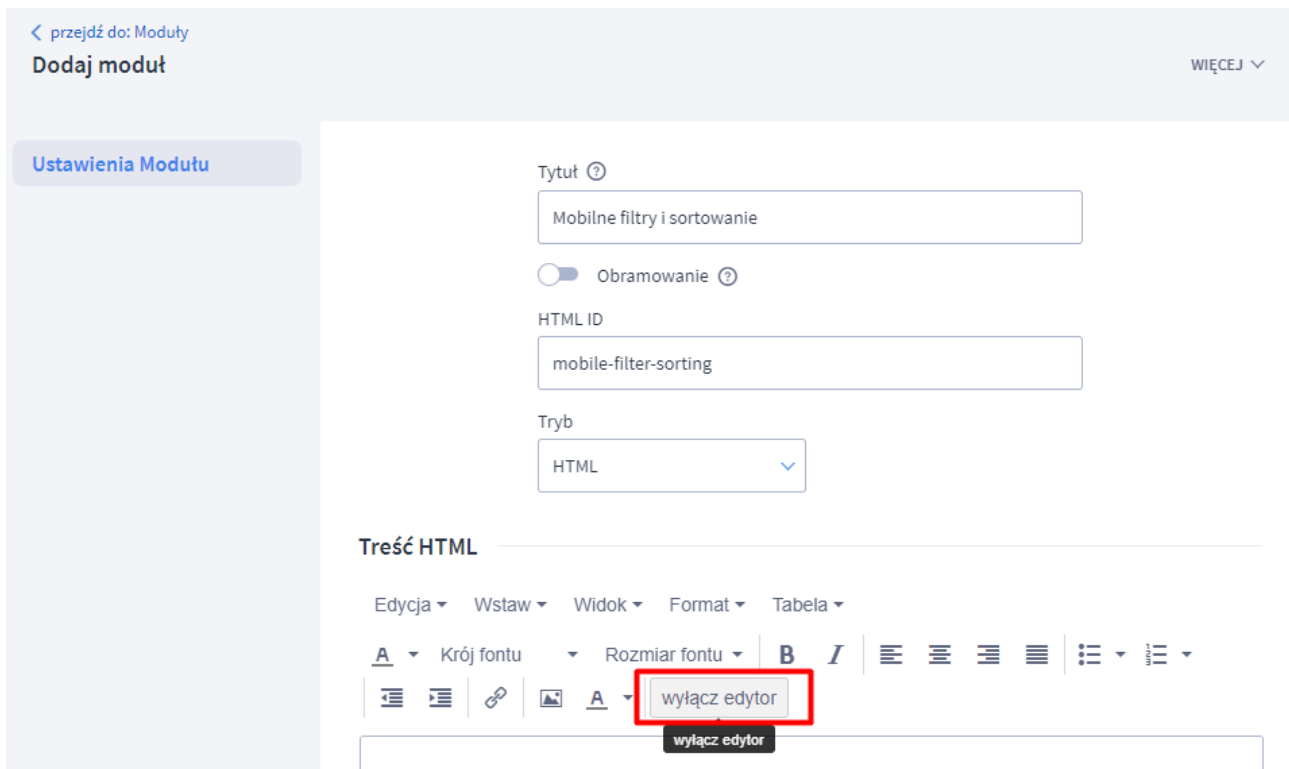 przejdź do: Moduły
Dodaj moduł
WIĘCEJ
Ustawienia Modułu
Tytuł ?
Mobilne filtry i sortowanie
Obramowanie ?
HTML ID
mobile-filter-sorting
Tryb
HTML
Treść HTML
Edycja Wstaw Widok Format Tabela
A Krój fontu Rozmiar fontu B I
A wyłącz edytor
wyłącz edytor